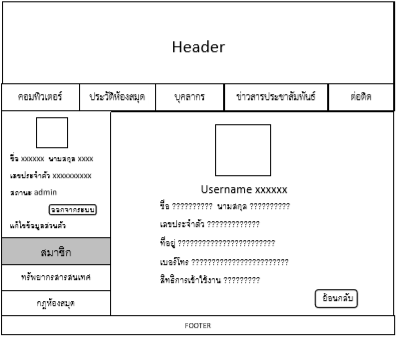 Header
คอมพิวเตอร์ ประวัติห้องสมุด บุคลากร ข่าวสารประชาสัมพันธ์ ต่อติด
ชื่อ xxxxxx นามสกุล xxxx
เลขประจำตัว xxxxxxxxxx
สถานะ admin
ออกจากระบบ
แก้ไขข้อมูลส่วนตัว
สมาชิก
ทรัพยากรสารสนเทศ
กฎห้องสมุด
Username xxxxxx
ชื่อ ?????????? นามสกุล ??????????
เลขประจำตัว ?????????????
ที่อยู่ ????????????????????????
เบอร์โทร ????????????????????????
สิทธิการเข้าใช้งาน ?????????
ย้อนกลับ
FOOTER